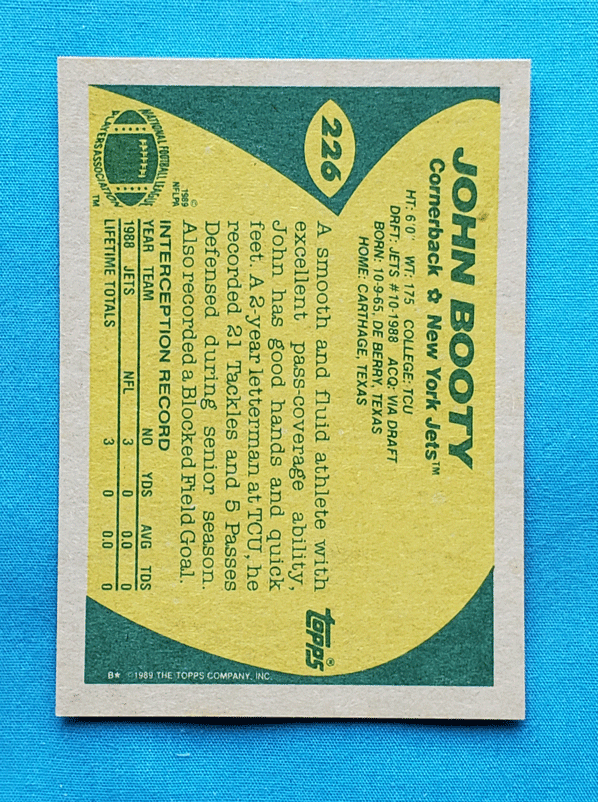 226
JOHN BOOTY
Cornerback ✿ New York Jets™
HT: 6'0" WT: 175 COLLEGE: TCU
DRFT: JETS #10-1988 ACQ: VIA DRAFT
BORN: 10-9-65, DE BERRY, TEXAS
HOME: CARTHAGE, TEXAS
A smooth and fluid athlete with
excellent pass-coverage ability,
John has good hands and quick
feet. A 2-year letterman at TCU, he
recorded 21 Tackles and 5 Passes
Defensed during senior season.
Also recorded a Blocked Field Goal.
INTERCEPTION RECORD
YEAR TEAM NO YDS AVG TDS
1988 JETS NFL 3 0 0.0 0
LIFETIME TOTALS 3 0 0.0 0
NATIONAL FOOTBALL LEAGUE
PLAYERS ASSOCIATION™
©
1989
NFLPA
topps®
B* ©1989 THE TOPPS COMPANY, INC.